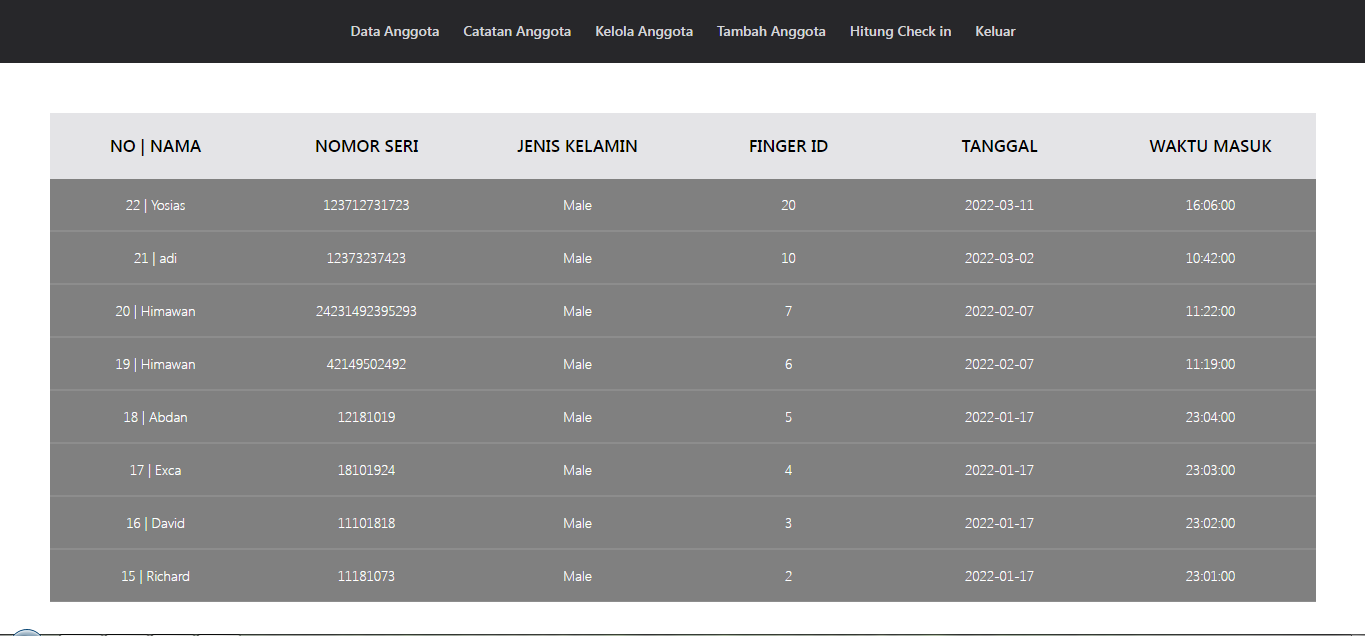 Data Anggota Catatan Anggota Kelola Anggota Tambah Anggota Hitung Check in Keluar
NO | NAMA NOMOR SERI JENIS KELAMIN FINGER ID TANGGAL WAKTU MASUK
22 | Yosias 123712731723 Male 20 2022-03-11 16:06:00
21 | adi 12373237423 Male 10 2022-03-02 10:42:00
20 | Himawan 24231492395293 Male 7 2022-02-07 11:22:00
19 | Himawan 42149502492 Male 6 2022-02-07 11:19:00
18 | Abdan 12181019 Male 5 2022-01-17 23:04:00
17 | Exca 18101924 Male 4 2022-01-17 23:03:00
16 | David 11101818 Male 3 2022-01-17 23:02:00
15 | Richard 11181073 Male 2 2022-01-17 23:01:00